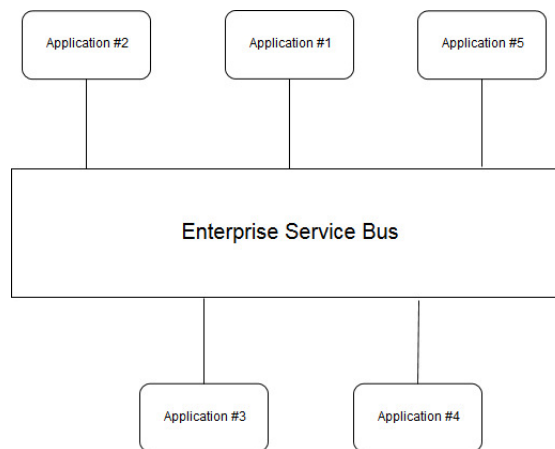 Application #2
Application #1
Application #5
Enterprise Service Bus
Application #3
Application #4